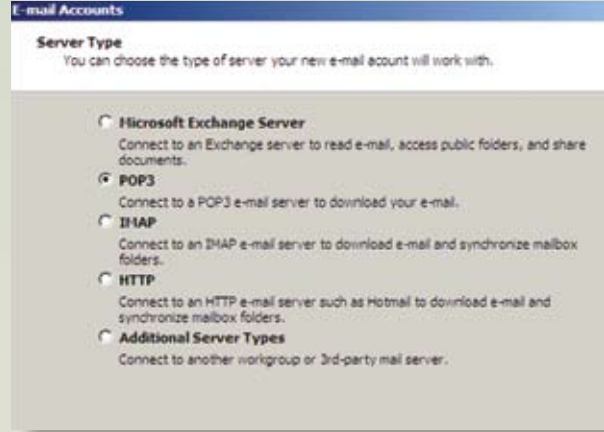 E-mail Accounts
Server Type
You can choose the type of server your new e-mail acount will work with.
Microsoft Exchange Server
Connect to an Exchange server to read e-mail, access public folders, and share
documents.
POP3
Connect to a POP3 e-mail server to download your e-mail.
IMAP
Connect to an IMAP e-mail server to download e-mail and synchronize mailbox
folders.
HTTP
Connect to an HTTP e-mail server such as Hotmail to download e-mail and
synchronize mailbox folders.
Additional Server Types
Connect to another workgroup or 3rd-party mail server.